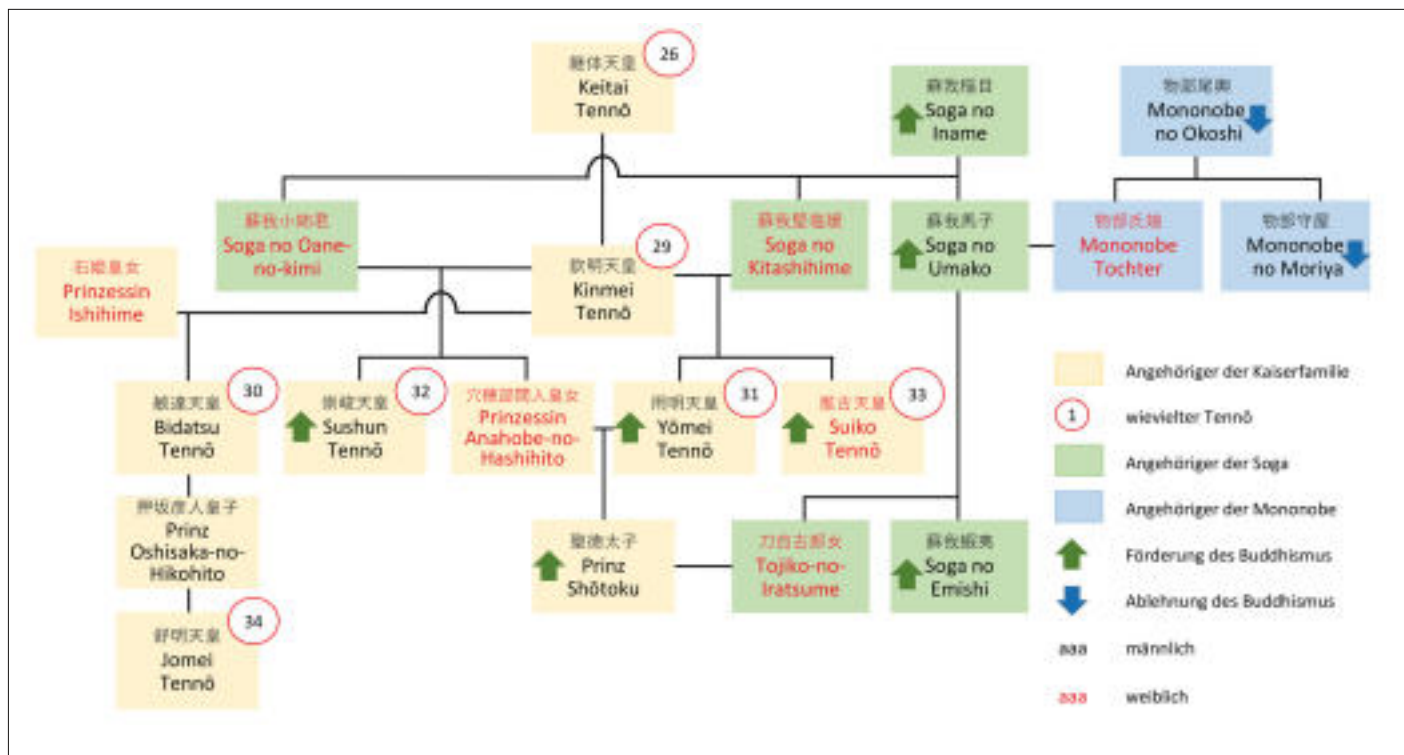 継体天皇
Keitai
Tennō
26
蘇我稲目
Soga no
Iname
物部尾輿
Mononobe
no Okoshi
蘇我小姉君
Soga no Oane-
no-kimi
蘇我堅塩媛
Soga no
Kitashihime
蘇我馬子
Soga no
Umako
物部氏娘
Mononobe
Tochter
物部守屋
Mononobe
no Moriya
石姫皇女
Prinzessin
Ishihime
欽明天皇
Kinmei
Tennō
29
敏達天皇
Bidatsu
Tennō
30
崇峻天皇
Sushun
Tennō
32
穴穂部間人皇女
Prinzessin
Anahobe-no-
Hashihito
用明天皇
Yōmei
Tennō
31
推古天皇
Suiko
Tennō
33
押坂彦人皇子
Prinz
Oshisaka-no-
Hikohito
聖徳太子
Prinz
Shōtoku
刀自古郎女
Tojiko-no-
Iratsume
蘇我蝦夷
Soga no
Emishi
舒明天皇
Jomei
Tennō
34
Angehöriger der Kaiserfamilie
1 wievielter Tennō
Angehöriger der Soga
Angehöriger der Mononobe
Förderung des Buddhismus
Ablehnung des Buddhismus
aaa männlich
aaa weiblich